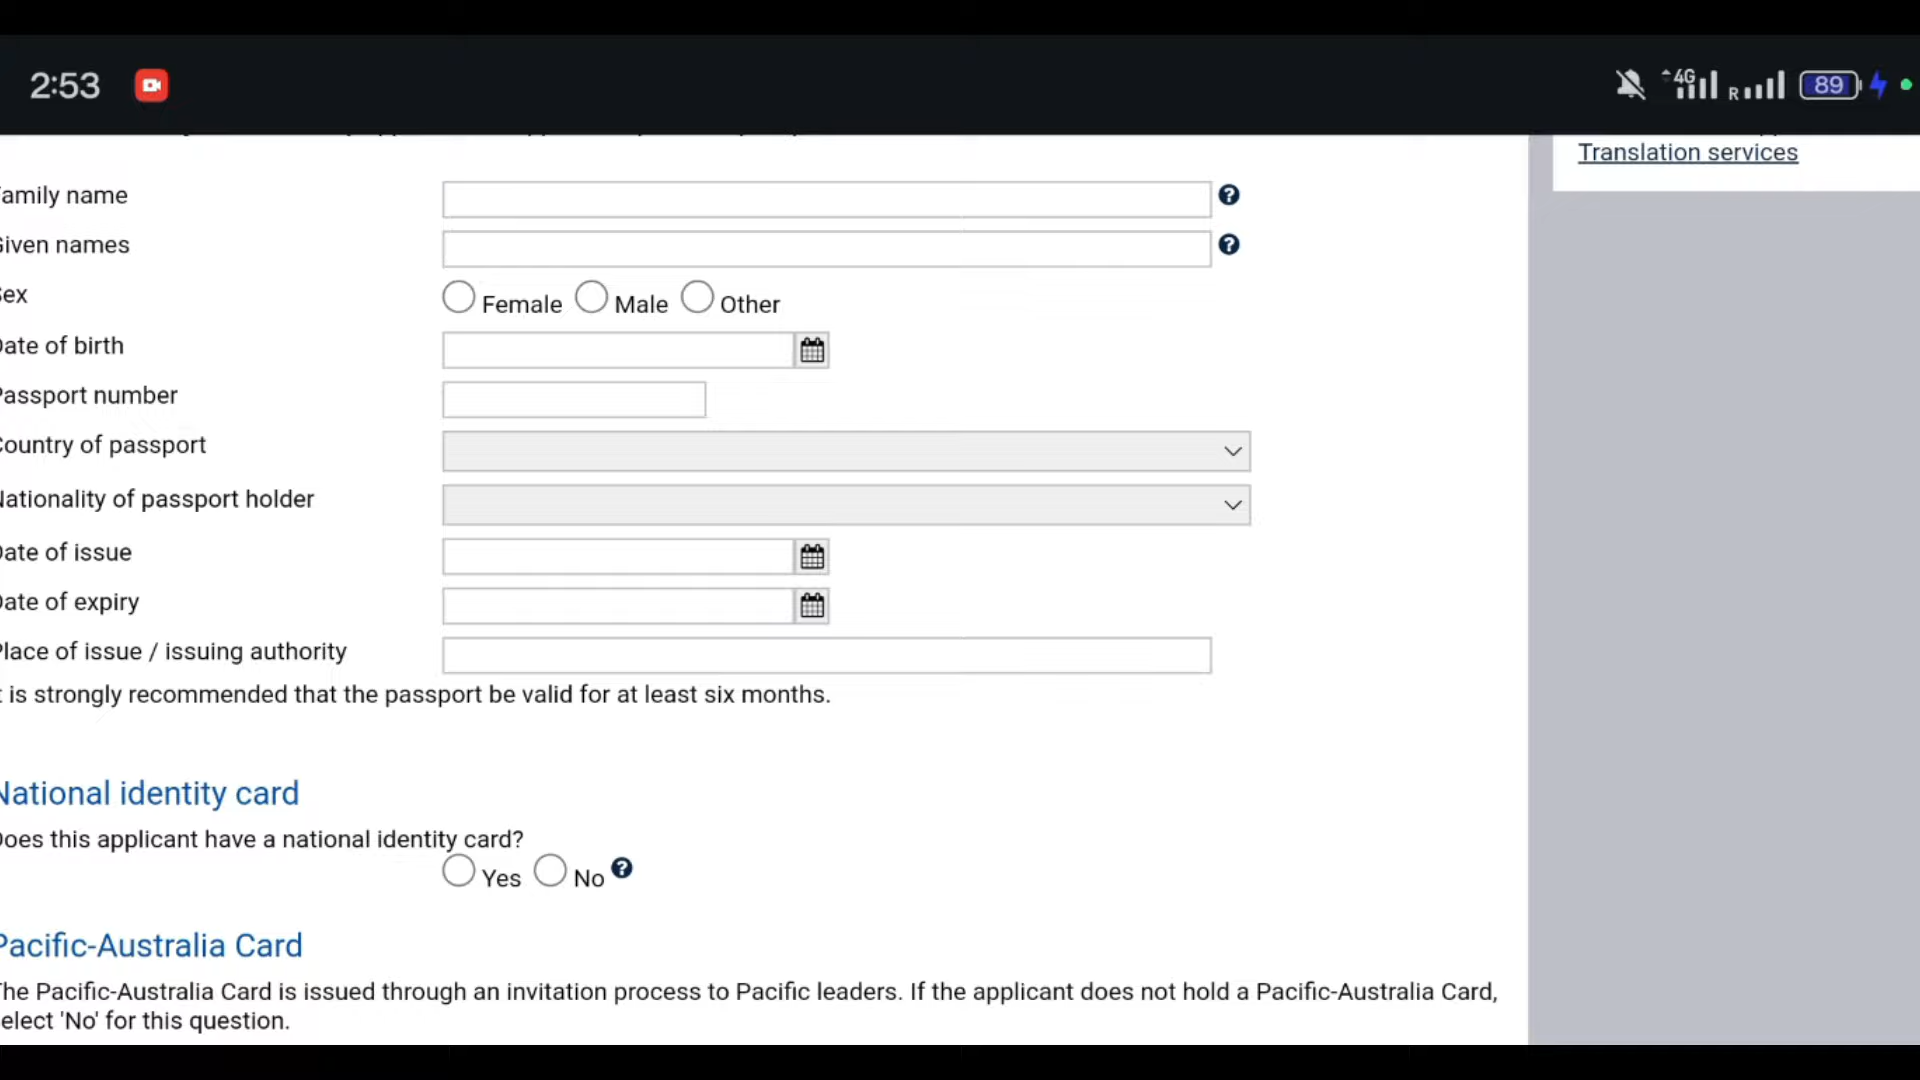 2:53
4G
R
89
Translation services
amily name
iven names
ex
Female Male Other
ate of birth
assport number
ountry of passport
ationality of passport holder
ate of issue
ate of expiry
lace of issue / issuing authority
t is strongly recommended that the passport be valid for at least six months.
National identity card
oes this applicant have a national identity card?
Yes No
Pacific-Australia Card
he Pacific-Australia Card is issued through an invitation process to Pacific leaders. If the applicant does not hold a Pacific-Australia Card,
elect 'No' for this question.